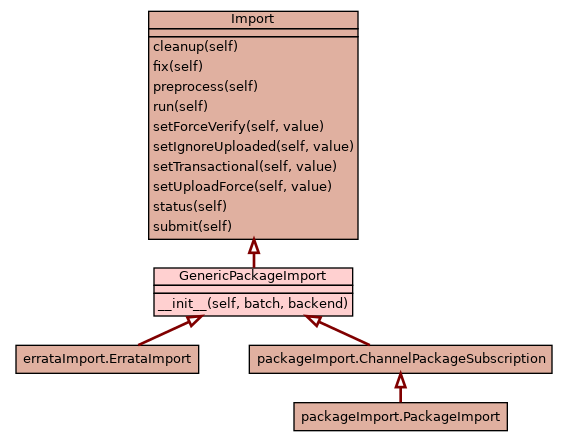 Import
cleanup(self)
fix(self)
preprocess(self)
run(self)
setForceVerify(self, value)
setIgnoreUploaded(self, value)
setTransactional(self, value)
setUploadForce(self, value)
status(self)
submit(self)
GenericPackageImport
__init__(self, batch, backend)
errataImport.ErrataImport
packageImport.ChannelPackageSubscription
packageImport.PackageImport